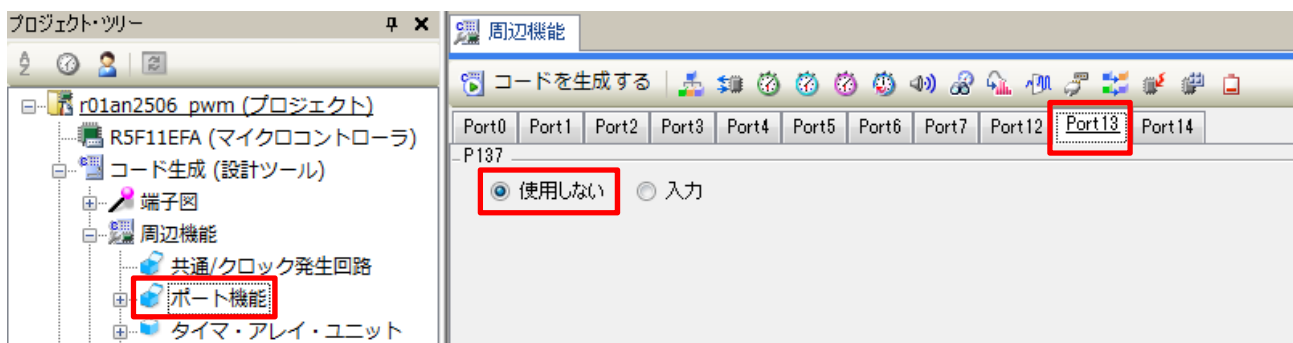 プロジェクト・ツリー
r01an2506_pwm (プロジェクト)
R5F11EFA (マイクロコントローラ)
コード生成 (設計ツール)
端子図
周辺機能
共通/クロック発生回路
ポート機能
タイマ・アレイ・ユニット
周辺機能
コードを生成する
Port0 Port1 Port2 Port3 Port4 Port5 Port6 Port7 Port12 Port13 Port14
P137
使用しない 入力